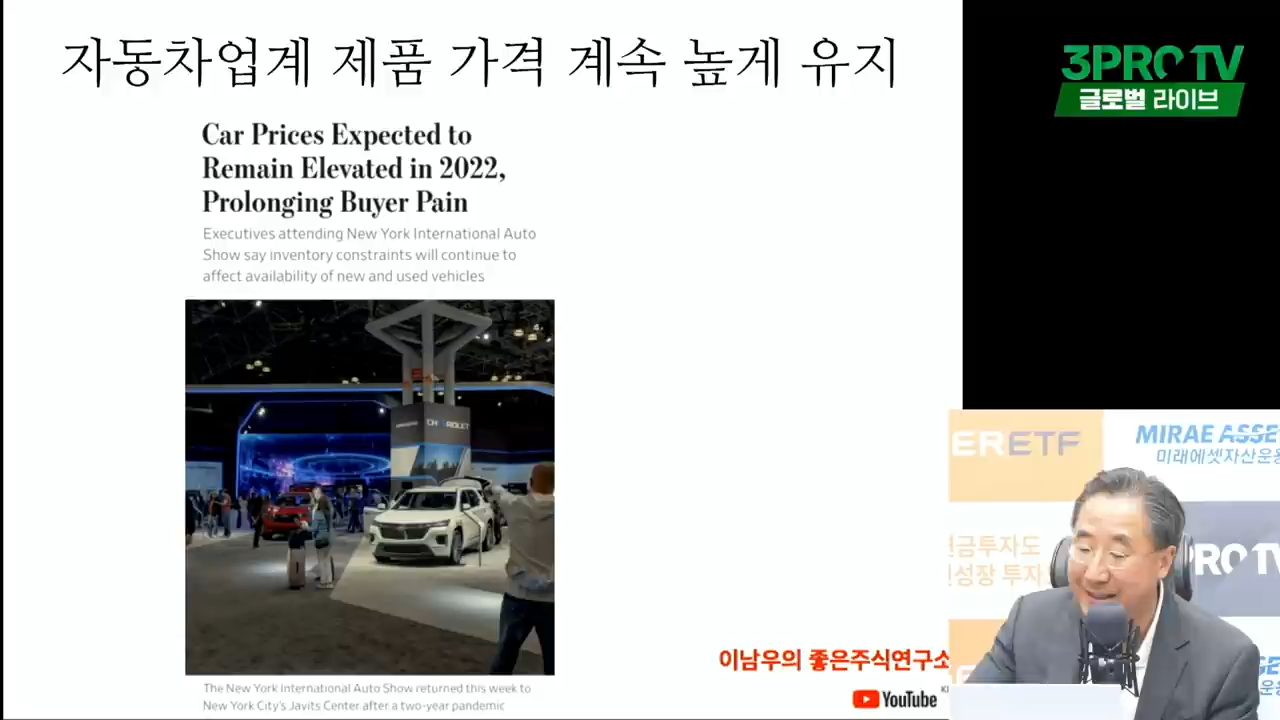 자동차업계 제품 가격 계속 높게 유지
3PRO TV
글로벌 라이브
Car Prices Expected to
Remain Elevated in 2022,
Prolonging Buyer Pain
Executives attending New York International Auto
Show say inventory constraints will continue to
affect availability of new and used vehicles
CHEVROLET
The New York International Auto Show returned this week to
New York City's Javits Center after a two-year pandemic
이남우의 좋은주식연구소
YouTube
ERETF
MIRAE ASSE
미래에셋자산운용
금투자도
성장 투자
PRO TV